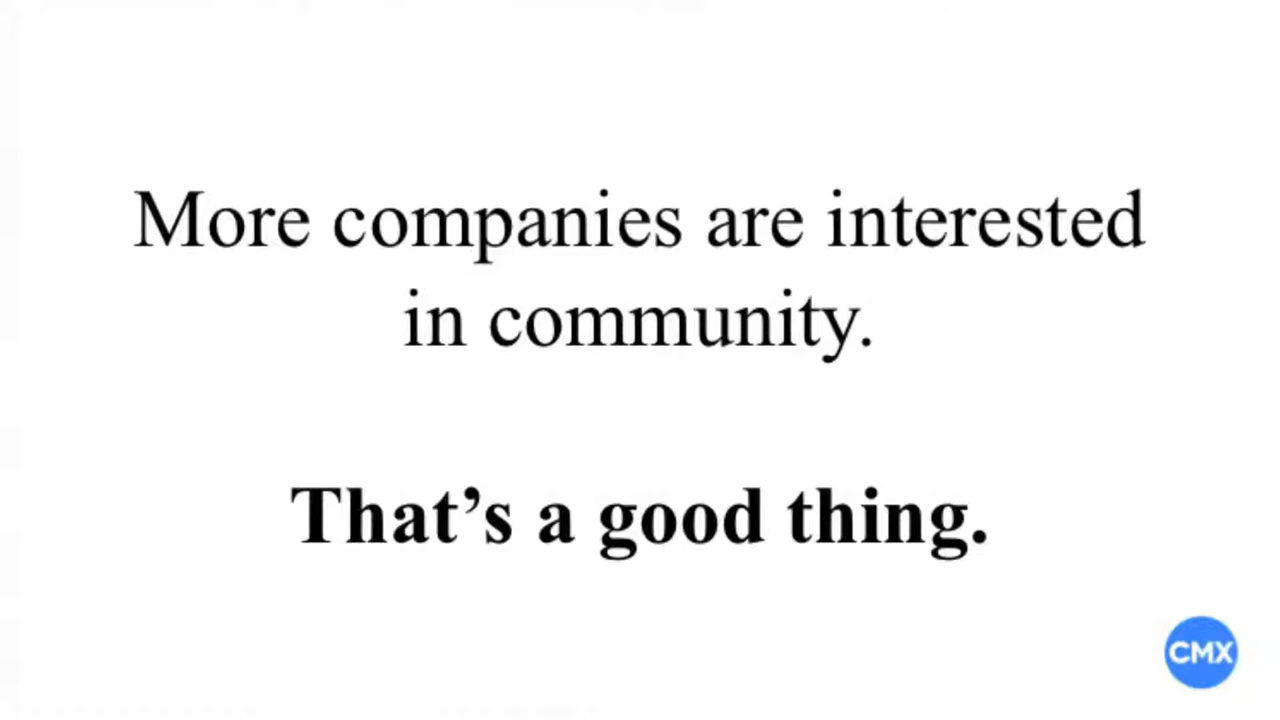 More companies are interested
in community.
That’s a good thing.
CMX